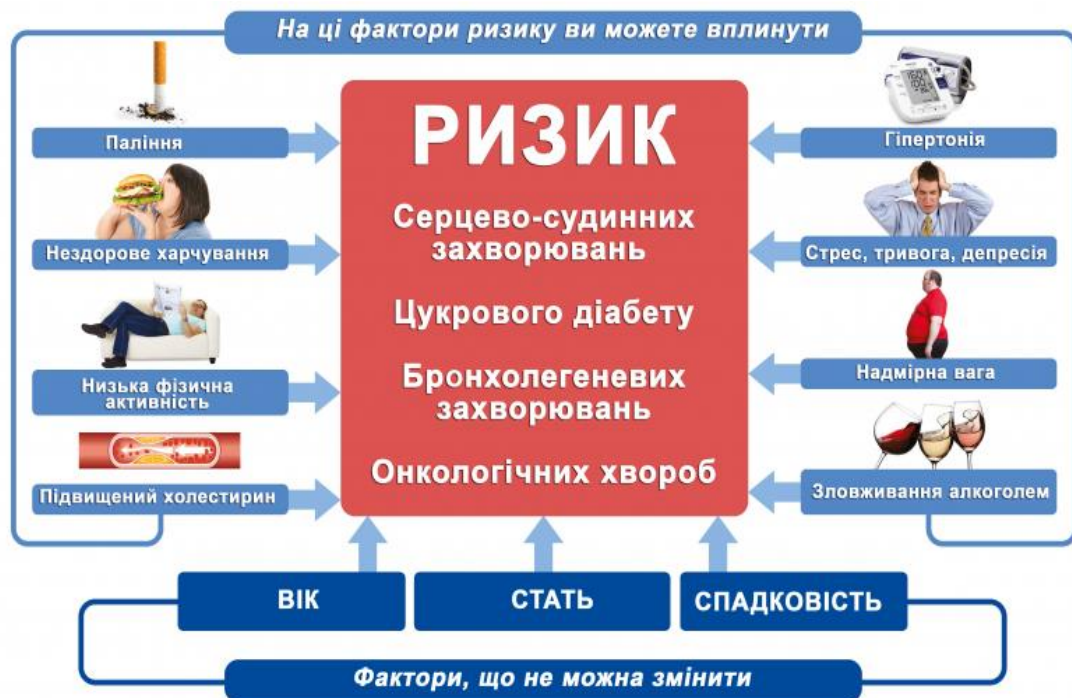 На ці фактори ризику ви можете вплинути
Паління
Нездорове харчування
Низька фізична
активність
Підвищений холестирин
РИЗИК
Серцево-судинних
захворювань
Цукрового діабету
Бронхолегеневих
захворювань
Онкологічних хвороб
160
100
Гіпертонія
Стрес, тривога, депресія
Надмірна вага
Зловживання алкоголем
ВІК
СТАТЬ
СПАДКОВІСТЬ
Фактори, що не можна змінити